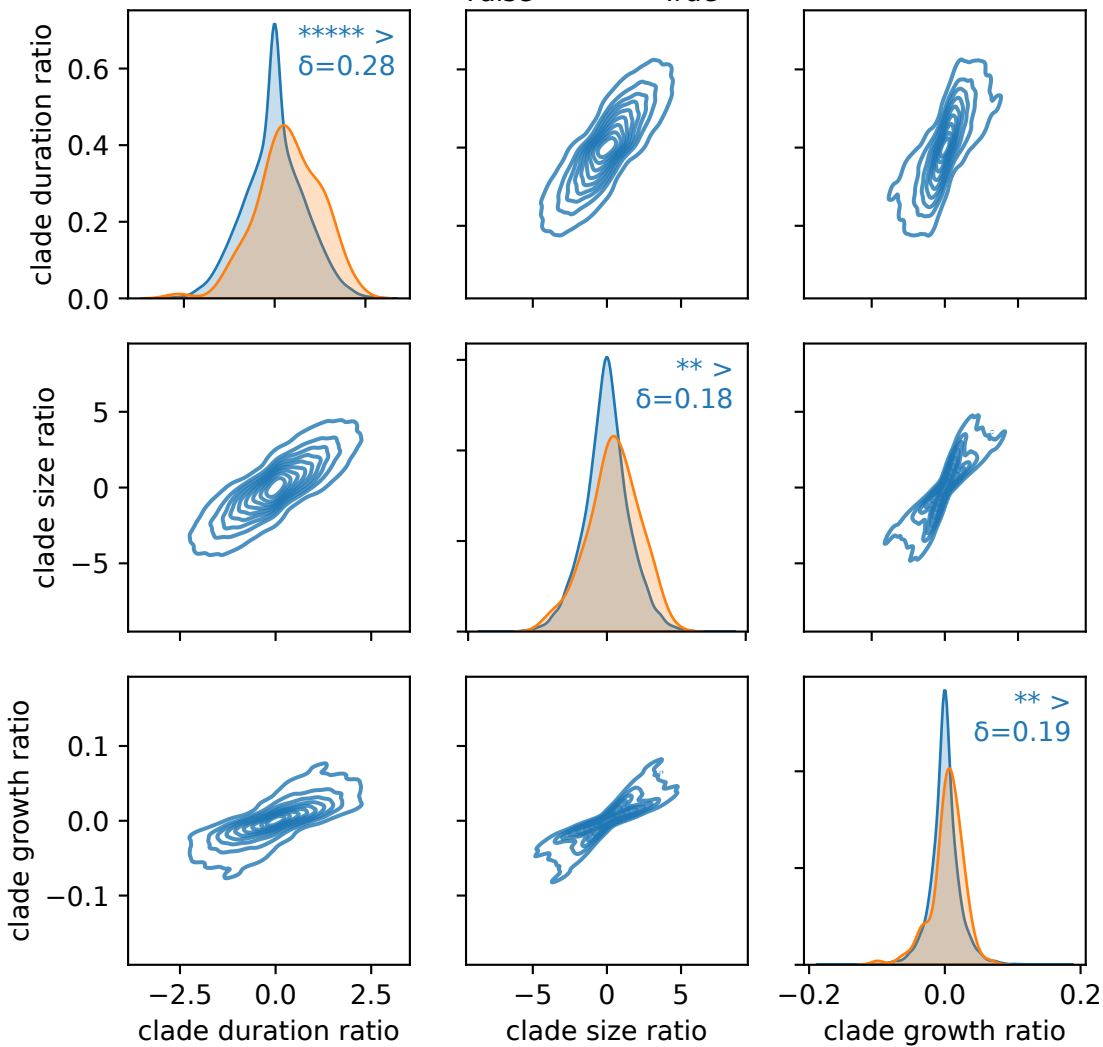 clade duration ratio
0.6
0.4
0.2
0.0
***** >
δ=0.28
clade size ratio
5
0
−5
** >
δ=0.18
clade growth ratio
0.1
0.0
−0.1
** >
δ=0.19
−2.5 0.0 2.5
−5 0 5
−0.2 0.0 0.2
clade duration ratio
clade size ratio
clade growth ratio